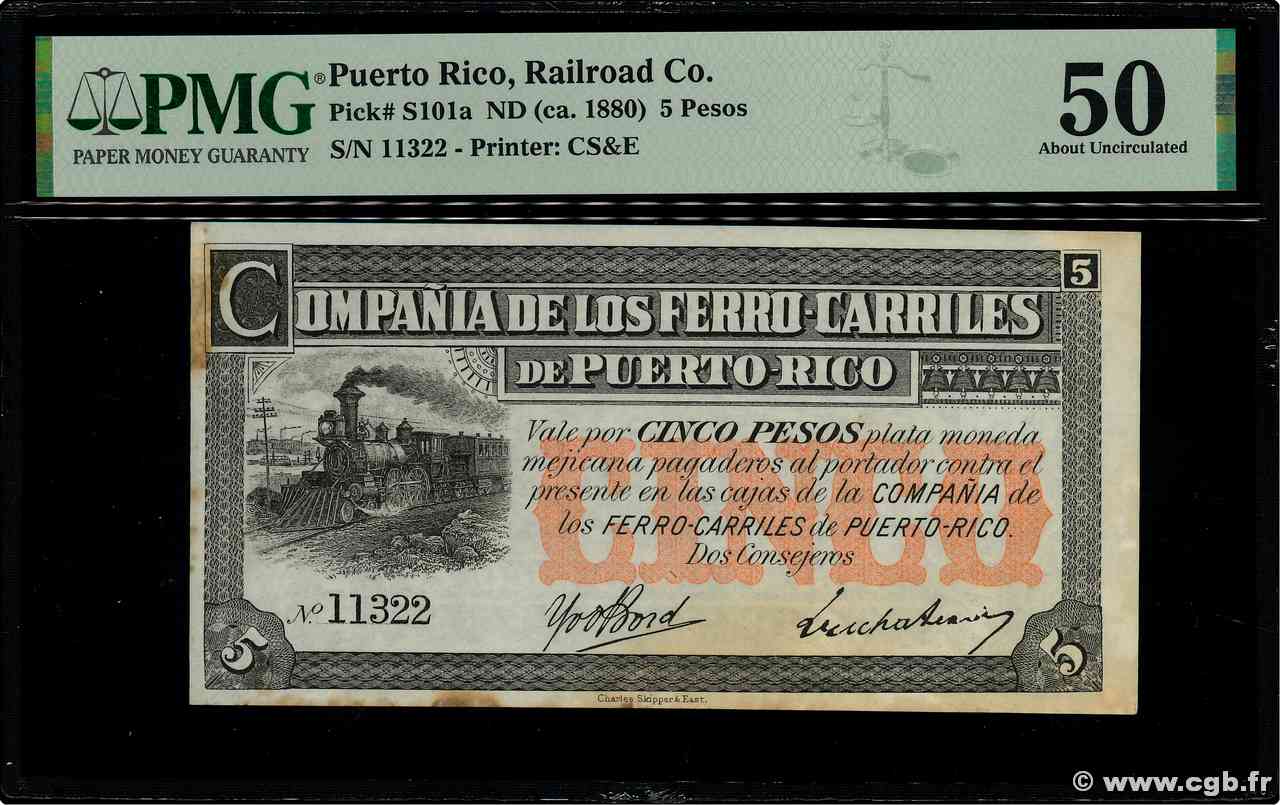 PMG®
PAPER MONEY GUARANTY
Puerto Rico, Railroad Co.
Pick# S101a ND (ca. 1880) 5 Pesos
S/N 11322 - Printer: CS&E
50
About Uncirculated
COMPAÑIA DE LOS FERRO-CARRILES
5
DE PUERTO-RICO
Vale por CINCO PESOS plata moneda
mejicana pagaderos al portador contra el
presente en las cajas de la COMPAÑIA de
los FERRO-CARRILES de PUERTO-RICO.
CINCO
Dos Consejeros
No. 11322
5
5
Charles Skipper & East.
© www.cgb.fr